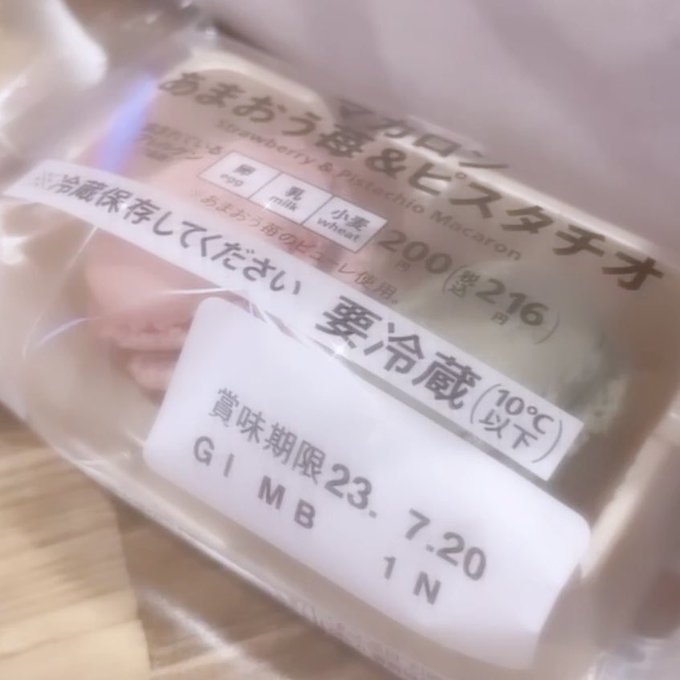 マカロン
あまおう苺&ピスタチオ
Strawberry & Pistachio Macaron
卵 乳 小麦
egg milk wheat
200円(税込216円)
※あまおう苺のピューレ使用。
※冷蔵保存してください 要冷蔵(10℃以下)
賞味期限23. 7.20
GI MB 1N